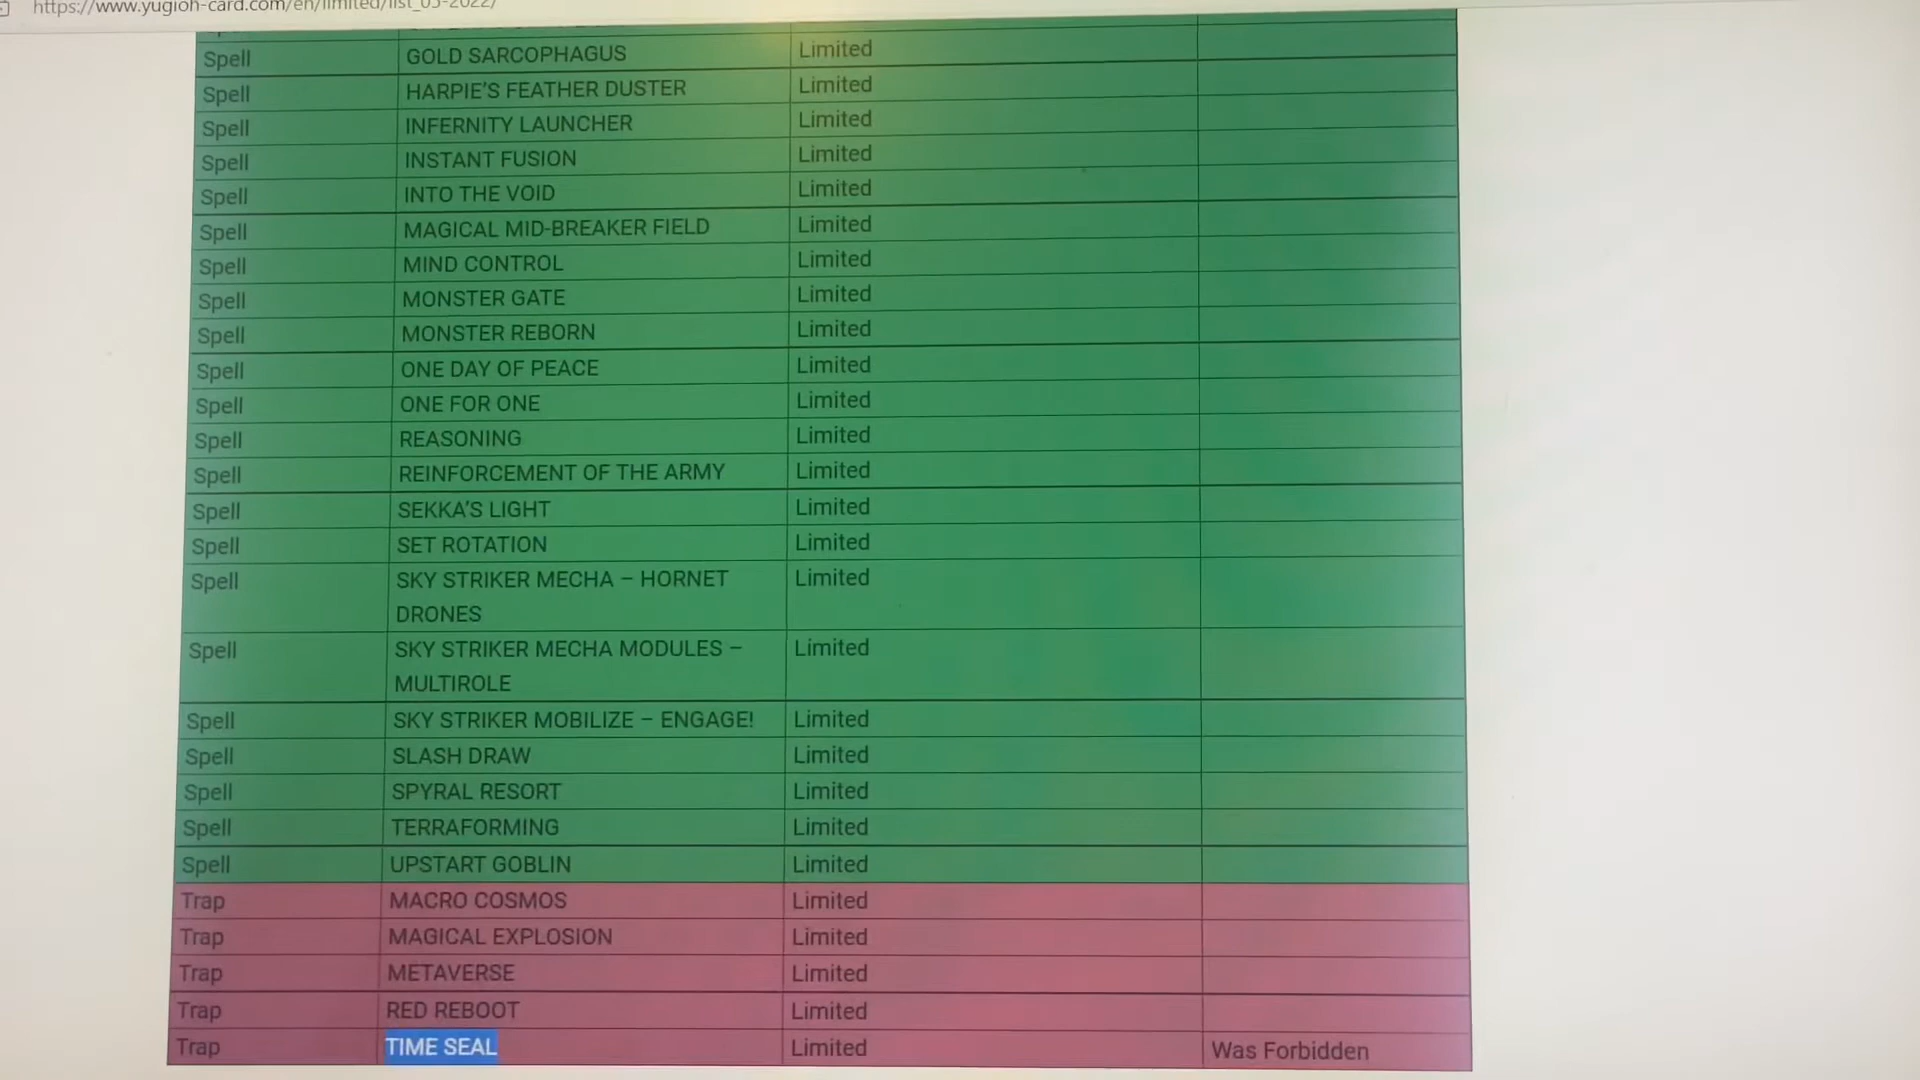 https://www.yugioh-card.com/en/limited/list_05-2022/
Spell GOLD SARCOPHAGUS Limited
Spell HARPIE'S FEATHER DUSTER Limited
Spell INFERNITY LAUNCHER Limited
Spell INSTANT FUSION Limited
Spell INTO THE VOID Limited
Spell MAGICAL MID-BREAKER FIELD Limited
Spell MIND CONTROL Limited
Spell MONSTER GATE Limited
Spell MONSTER REBORN Limited
Spell ONE DAY OF PEACE Limited
Spell ONE FOR ONE Limited
Spell REASONING Limited
Spell REINFORCEMENT OF THE ARMY Limited
Spell SEKKA'S LIGHT Limited
Spell SET ROTATION Limited
Spell SKY STRIKER MECHA – HORNET Limited
DRONES
Spell SKY STRIKER MECHA MODULES – Limited
MULTIROLE
Spell SKY STRIKER MOBILIZE – ENGAGE! Limited
Spell SLASH DRAW Limited
Spell SPYRAL RESORT Limited
Spell TERRAFORMING Limited
Spell UPSTART GOBLIN Limited
Trap MACRO COSMOS Limited
Trap MAGICAL EXPLOSION Limited
Trap METAVERSE Limited
Trap RED REBOOT Limited
Trap TIME SEAL Limited Was Forbidden